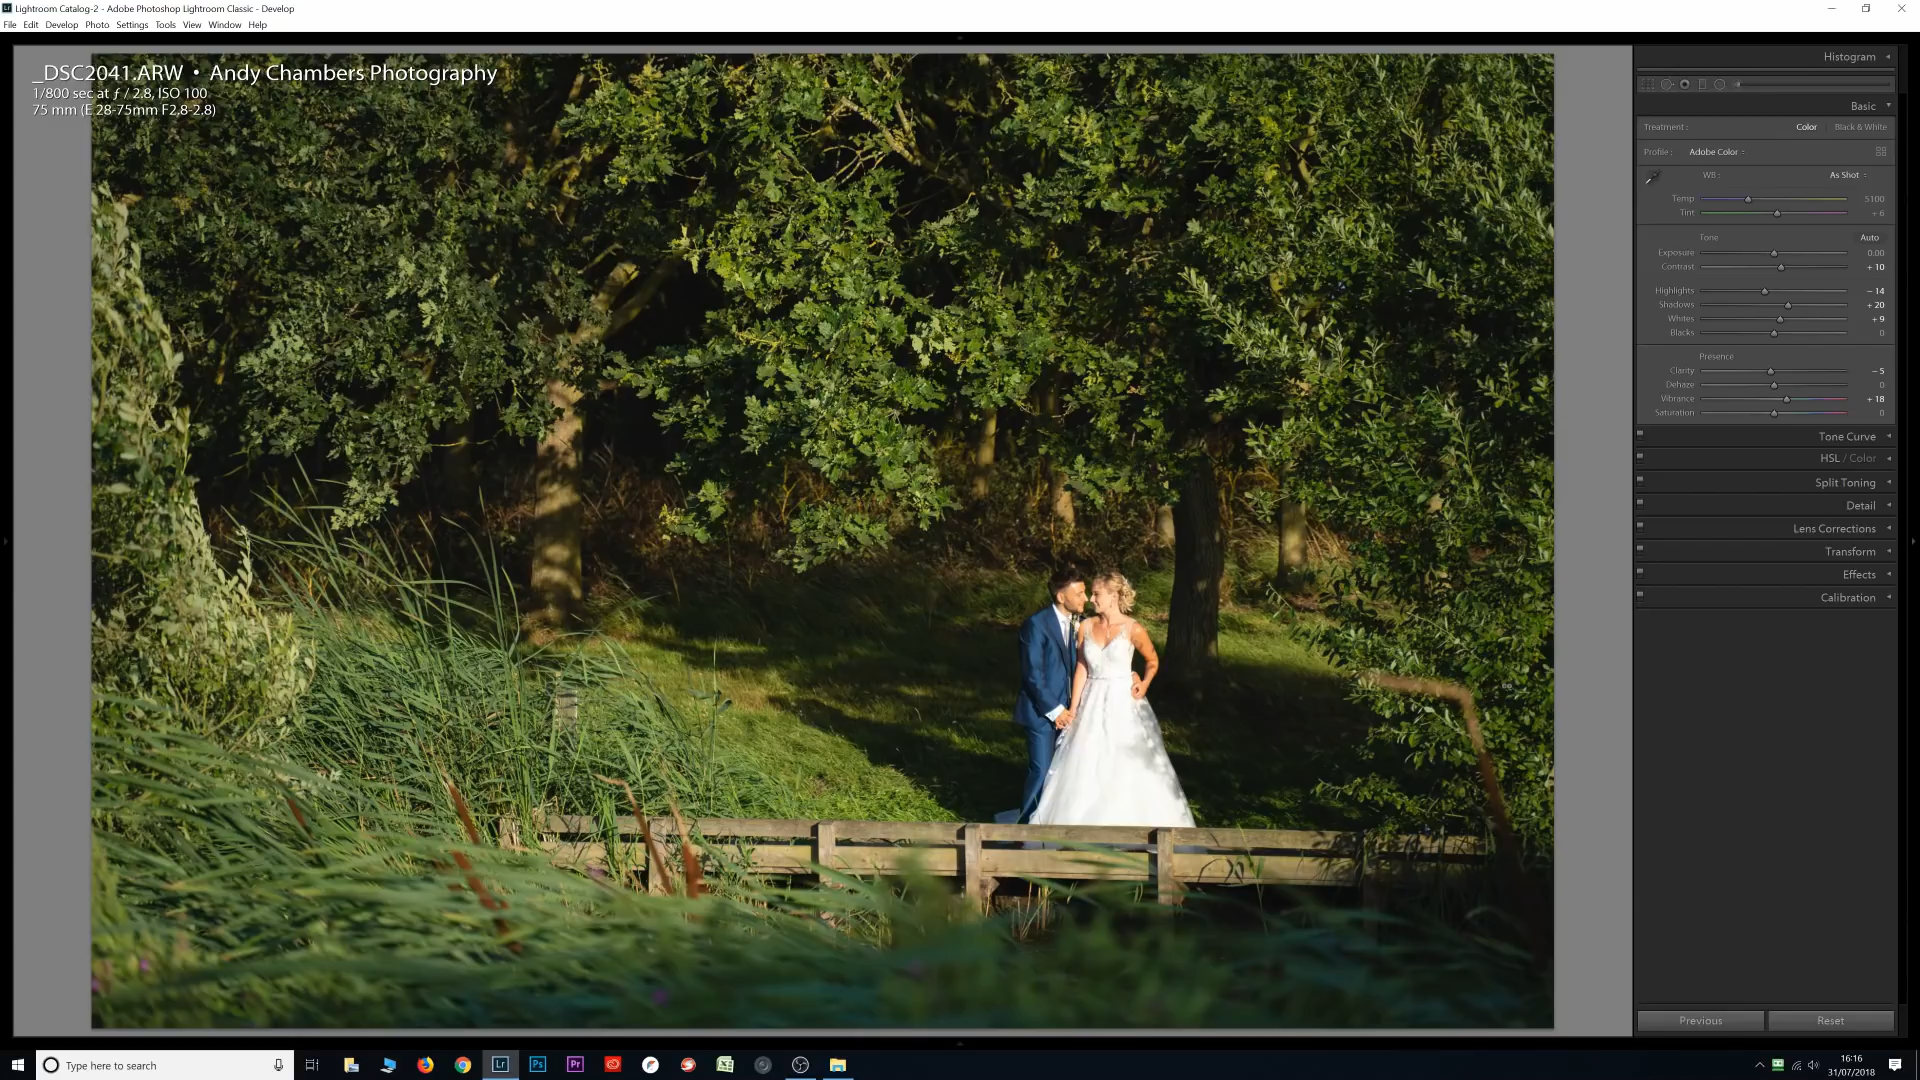 Lightroom Catalog-2 - Adobe Photoshop Lightroom Classic - Develop
File Edit Develop Photo Settings Tools View Window Help
_DSC2041.ARW • Andy Chambers Photography
1/800 sec at ƒ / 2.8, ISO 100
75 mm (E 28-75mm F2.8-2.8)
Histogram
Basic
Treatment : Color Black & White
Profile : Adobe Color
WB : As Shot
Temp 5100
Tint + 6
Tone Auto
Exposure 0.00
Contrast + 10
Highlights − 14
Shadows + 20
Whites + 9
Blacks 0
Presence
Clarity − 5
Dehaze 0
Vibrance + 18
Saturation 0
Tone Curve
HSL / Color
Split Toning
Detail
Lens Corrections
Transform
Effects
Calibration
Previous Reset
Type here to search
Lr Ps Pr
16:16
31/07/2018